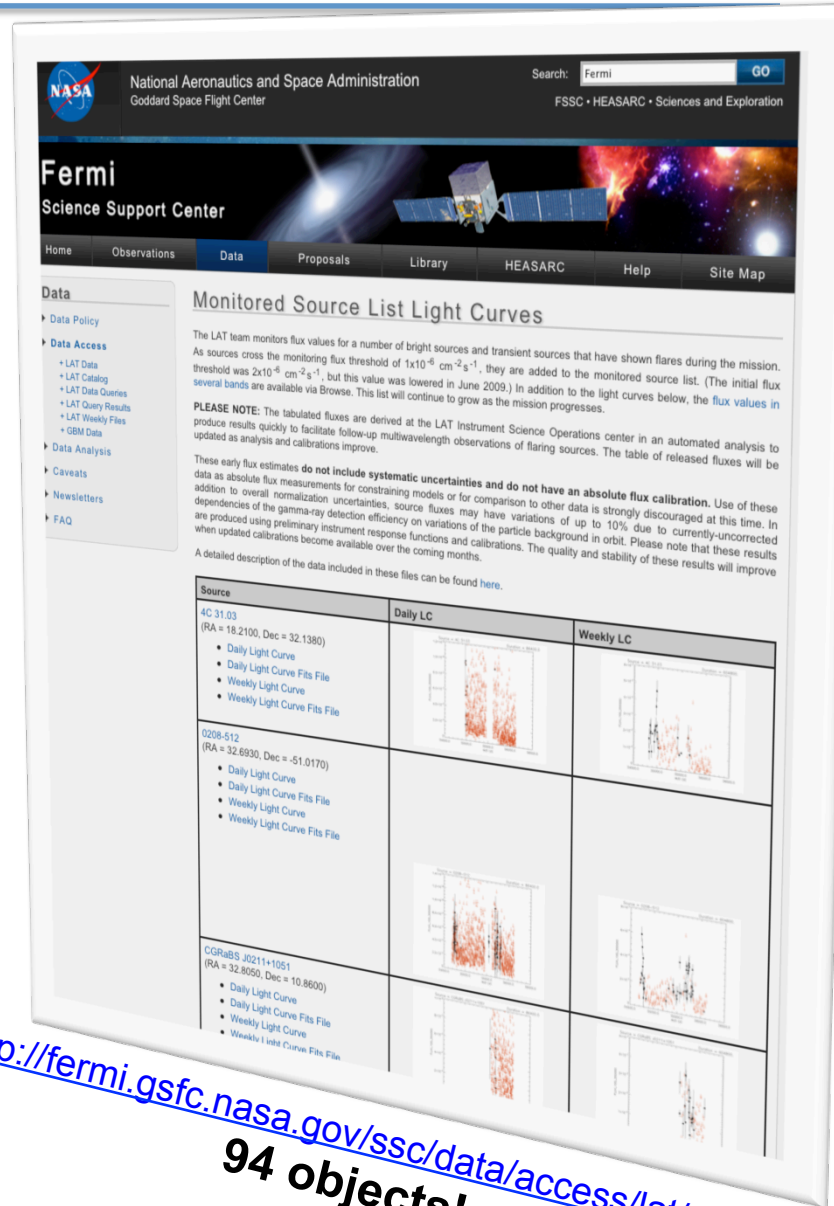 NASA
National Aeronautics and Space Administration
Goddard Space Flight Center
Search: Fermi GO
FSSC • HEASARC • Sciences and Exploration
Fermi
Science Support Center
Home Observations Data Proposals Library HEASARC Help Site Map
Data
Data Policy
Data Access
+ LAT Data
+ LAT Catalog
+ LAT Data Queries
+ LAT Query Results
+ LAT Weekly Files
+ GBM Data
Data Analysis
Caveats
Newsletters
FAQ
Monitored Source List Light Curves
The LAT team monitors flux values for a number of bright sources and transient sources that have shown flares during the mission.
As sources cross the monitoring flux threshold of 1x10⁻⁶ cm⁻²s⁻¹, they are added to the monitored source list. (The initial flux
threshold was 2x10⁻⁶ cm⁻²s⁻¹, but this value was lowered in June 2009.) In addition to the light curves below, the flux values in
several bands are available via Browse. This list will continue to grow as the mission progresses.
PLEASE NOTE: The tabulated fluxes are derived at the LAT Instrument Science Operations center in an automated analysis to
produce results quickly to facilitate follow-up multiwavelength observations of flaring sources. The table of released fluxes will be
updated as analysis and calibrations improve.
These early flux estimates do not include systematic uncertainties and do not have an absolute flux calibration. Use of these
data as absolute flux measurements for constraining models or for comparison to other data is strongly discouraged at this time. In
addition to overall normalization uncertainties, source fluxes may have variations of up to 10% due to currently-uncorrected
dependencies of the gamma-ray detection efficiency on variations of the particle background in orbit. Please note that these results
are produced using preliminary instrument response functions and calibrations. The quality and stability of these results will improve
when updated calibrations become available over the coming months.
A detailed description of the data included in these files can be found here.
Source Daily LC Weekly LC
4C 31.03
(RA = 18.2100, Dec = 32.1380)
• Daily Light Curve
• Daily Light Curve Fits File
• Weekly Light Curve
• Weekly Light Curve Fits File
0208-512
(RA = 32.6930, Dec = -51.0170)
• Daily Light Curve
• Daily Light Curve Fits File
• Weekly Light Curve
• Weekly Light Curve Fits File
CGRaBS J0211+1051
(RA = 32.8050, Dec = 10.8600)
• Daily Light Curve
• Daily Light Curve Fits File
• Weekly Light Curve
• Weekly Light Curve Fits File
p://fermi.gsfc.nasa.gov/ssc/data/access/lat/
94 objects!